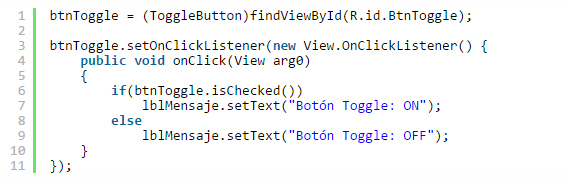 1 btnToggle = (ToggleButton)findViewById(R.id.BtnToggle);
2
3 btnToggle.setOnClickListener(new View.OnClickListener() {
4     public void onClick(View arg0)
5     {
6         if(btnToggle.isChecked())
7             lblMensaje.setText("Botón Toggle: ON");
8         else
9             lblMensaje.setText("Botón Toggle: OFF");
10     }
11 });